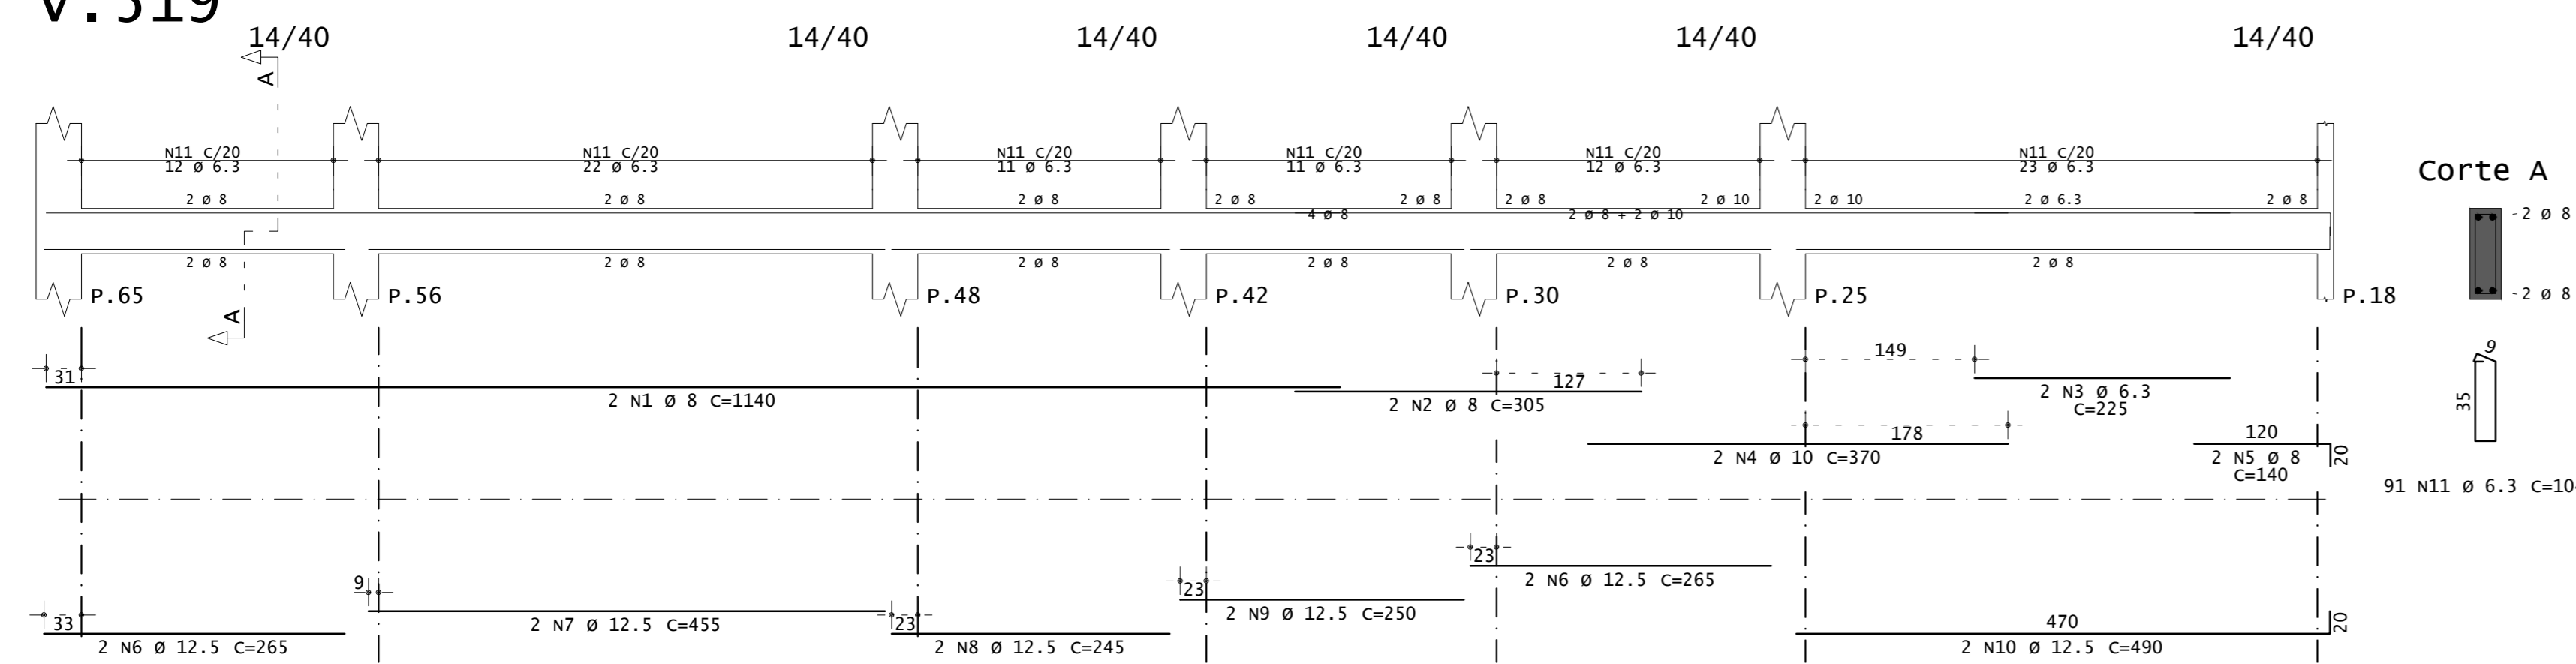 V.519
14/40 14/40 14/40 14/40 14/40 14/40
A
N11 C/20 N11 C/20 N11 C/20 N11 C/20 N11 C/20 N11 C/20
12 Ø 6.3 22 Ø 6.3 11 Ø 6.3 11 Ø 6.3 12 Ø 6.3 23 Ø 6.3
Corte A
2 Ø 8 2 Ø 8 2 Ø 8 2 Ø 8 2 Ø 8 2 Ø 8 2 Ø 10 2 Ø 10 2 Ø 6.3 2 Ø 8
4 Ø 8 2 Ø 8 + 2 Ø 10
2 Ø 8
2 Ø 8 2 Ø 8 2 Ø 8 2 Ø 8 2 Ø 8 2 Ø 8
2 Ø 8
P.65 P.56 P.48 P.42 P.30 P.25 P.18
A
31
2 N1 Ø 8 C=1140
127
2 N2 Ø 8 C=305
149
2 N3 Ø 6.3
C=225
178
2 N4 Ø 10 C=370
120
2 N5 Ø 8
C=140
20
9
35
91 N11 Ø 6.3 C=10
33
2 N6 Ø 12.5 C=265
9
2 N7 Ø 12.5 C=455
23
2 N8 Ø 12.5 C=245
23
2 N9 Ø 12.5 C=250
23
2 N6 Ø 12.5 C=265
470
2 N10 Ø 12.5 C=490
20